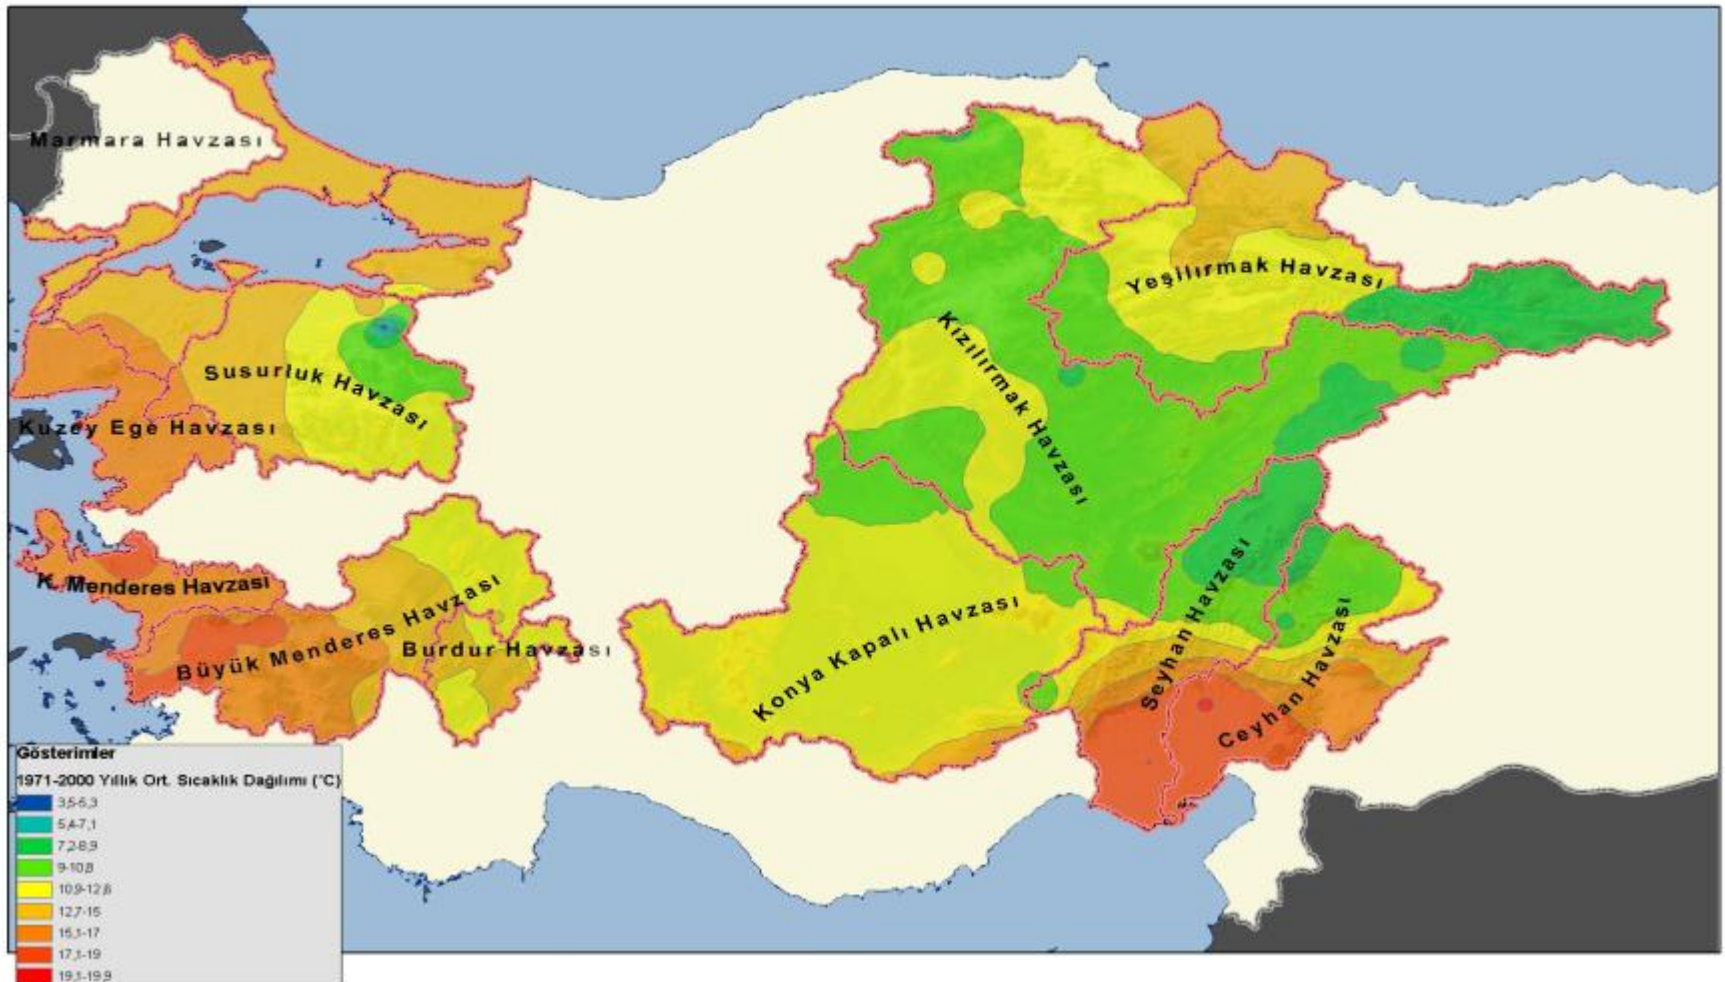 Marmara Havzası
Yeşilırmak Havzası
Kızılırmak Havzası
Susurluk Havzası
Kuzey Ege Havzası
K. Menderes Havzası
Büyük Menderes Havzası
Burdur Havzası
Konya Kapalı Havzası
Seyhan Havzası
Ceyhan Havzası
Gösterimler
1971-2000 Yıllık Ort. Sıcaklık Dağılımı (°C)
3,5-5,3
5,4-7,1
7,2-8,9
9-10,8
10,9-12,6
12,7-15
15,1-17
17,1-19
19,1-19,9